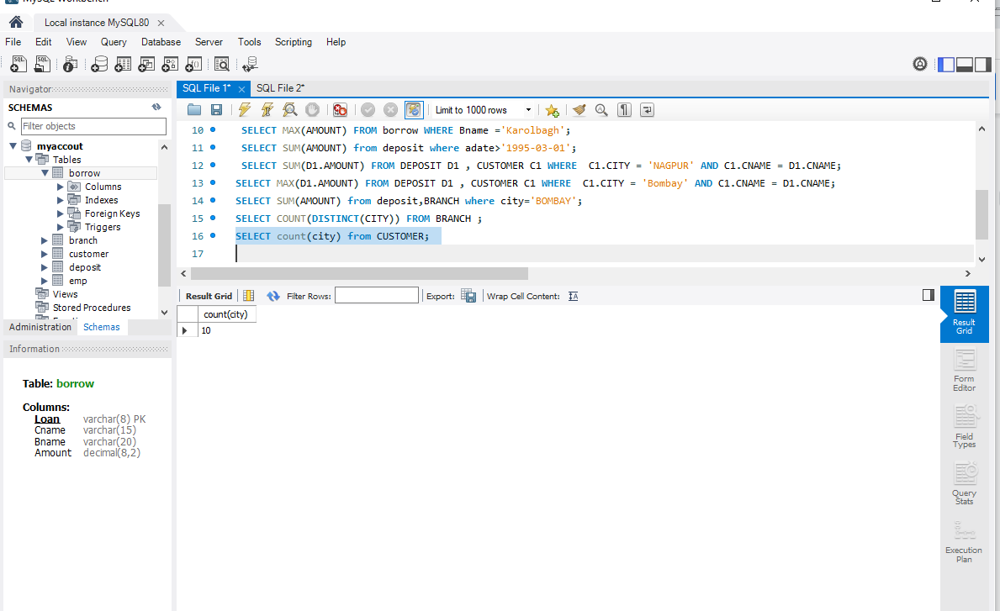 MySQL Workbench
Local instance MySQL80 ×
File Edit View Query Database Server Tools Scripting Help
Navigator
SCHEMAS
Filter objects
myaccout
Tables
borrow
Columns
Indexes
Foreign Keys
Triggers
branch
customer
deposit
emp
Views
Stored Procedures
Administration Schemas
Information
Table: borrow
Columns:
Loan varchar(8) PK
Cname varchar(15)
Bname varchar(20)
Amount decimal(8,2)
SQL File 1* × SQL File 2*
Limit to 1000 rows
10 SELECT MAX(AMOUNT) FROM borrow WHERE Bname ='Karolbagh';
11 SELECT SUM(AMOUNT) from deposit where adate>'1995-03-01';
12 SELECT SUM(D1.AMOUNT) FROM DEPOSIT D1 , CUSTOMER C1 WHERE  C1.CITY = 'NAGPUR' AND C1.CNAME = D1.CNAME;
13 SELECT MAX(D1.AMOUNT) FROM DEPOSIT D1 , CUSTOMER C1 WHERE  C1.CITY = 'Bombay' AND C1.CNAME = D1.CNAME;
14 SELECT SUM(AMOUNT) from deposit,BRANCH where city='BOMBAY';
15 SELECT COUNT(DISTINCT(CITY)) FROM BRANCH ;
16 SELECT count(city) from CUSTOMER;
17
Result Grid Filter Rows: Export: Wrap Cell Content: IA
count(city)
10
Result
Grid
Form
Editor
Field
Types
Query
Stats
Execution
Plan